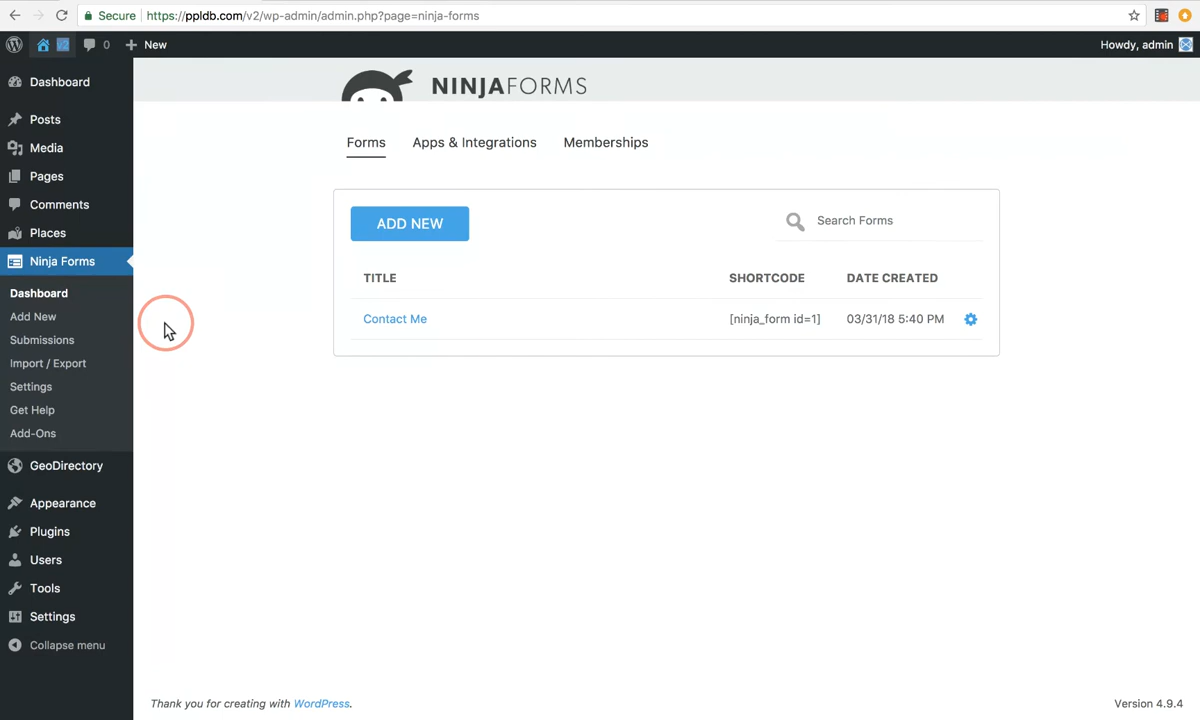 Secure https://ppldb.com/v2/wp-admin/admin.php?page=ninja-forms
v2 0 New Howdy, admin
Dashboard
Posts
Media
Pages
Comments
Places
Ninja Forms
Dashboard
Add New
Submissions
Import / Export
Settings
Get Help
Add-Ons
GeoDirectory
Appearance
Plugins
Users
Tools
Settings
Collapse menu
NINJAFORMS
Forms Apps & Integrations Memberships
ADD NEW Search Forms
TITLE SHORTCODE DATE CREATED
Contact Me [ninja_form id=1] 03/31/18 5:40 PM
Thank you for creating with WordPress. Version 4.9.4